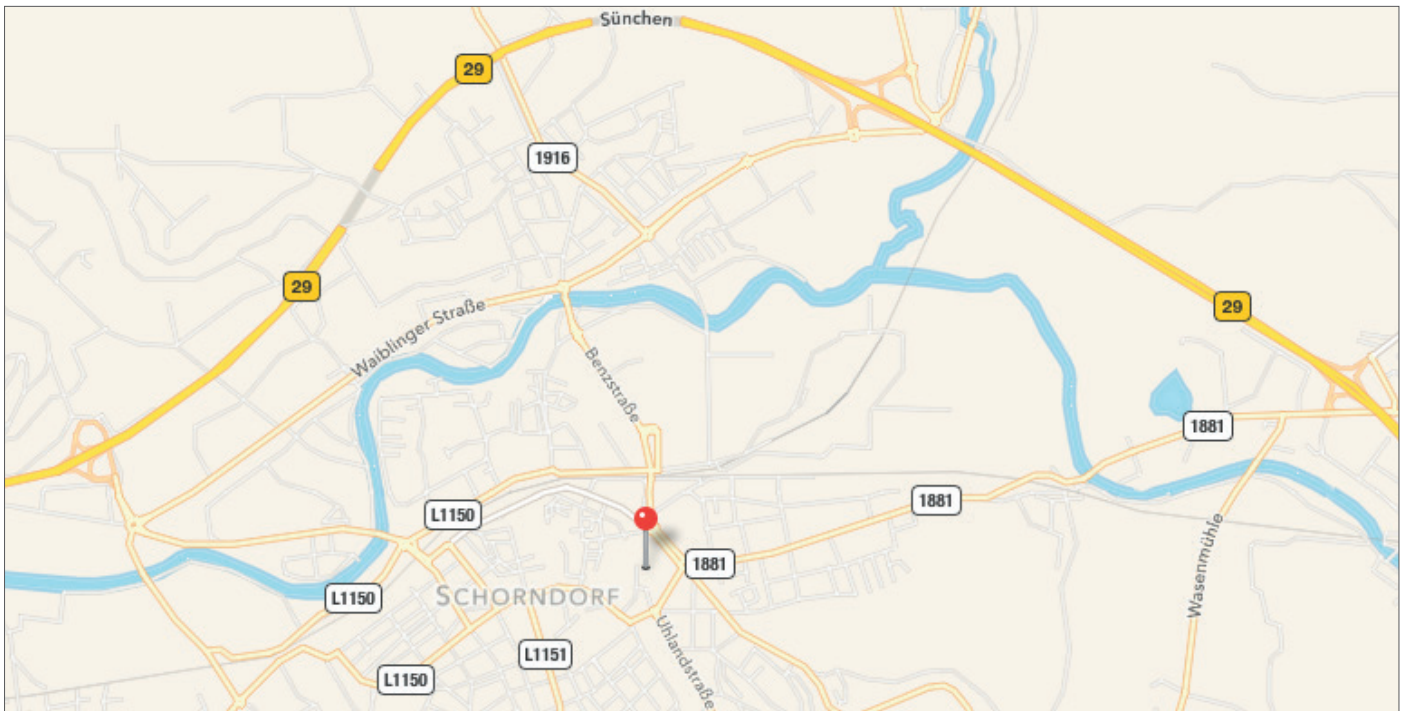 Sünchen
29
1916
29
29
Waiblinger Straße
Benzstraße
1881
1881
L1150
1881
Wasenmühle
L1150
SCHORNDORF
Uhlandstraße
L1151
L1150